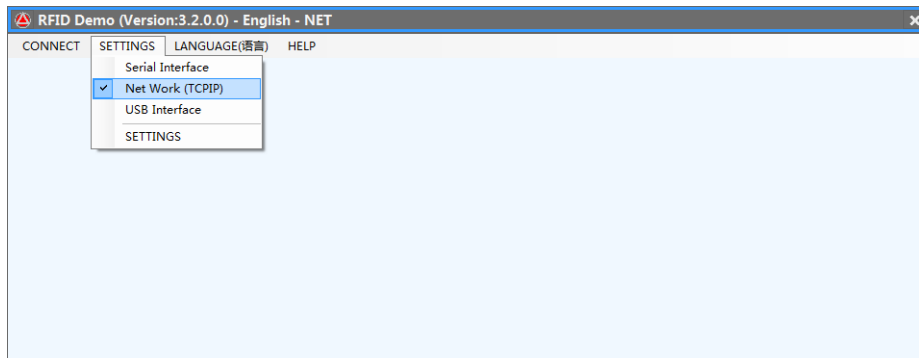 RFID Demo (Version:3.2.0.0) - English - NET
CONNECT SETTINGS LANGUAGE(语言) HELP
Serial Interface
Net Work (TCPIP)
USB Interface
SETTINGS